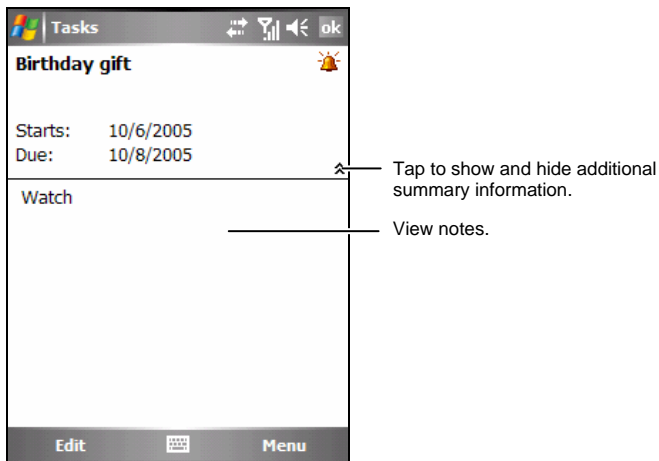 Tasks ok
Birthday gift
Starts: 10/6/2005
Due: 10/8/2005
Tap to show and hide additional
summary information.
Watch
View notes.
Edit Menu